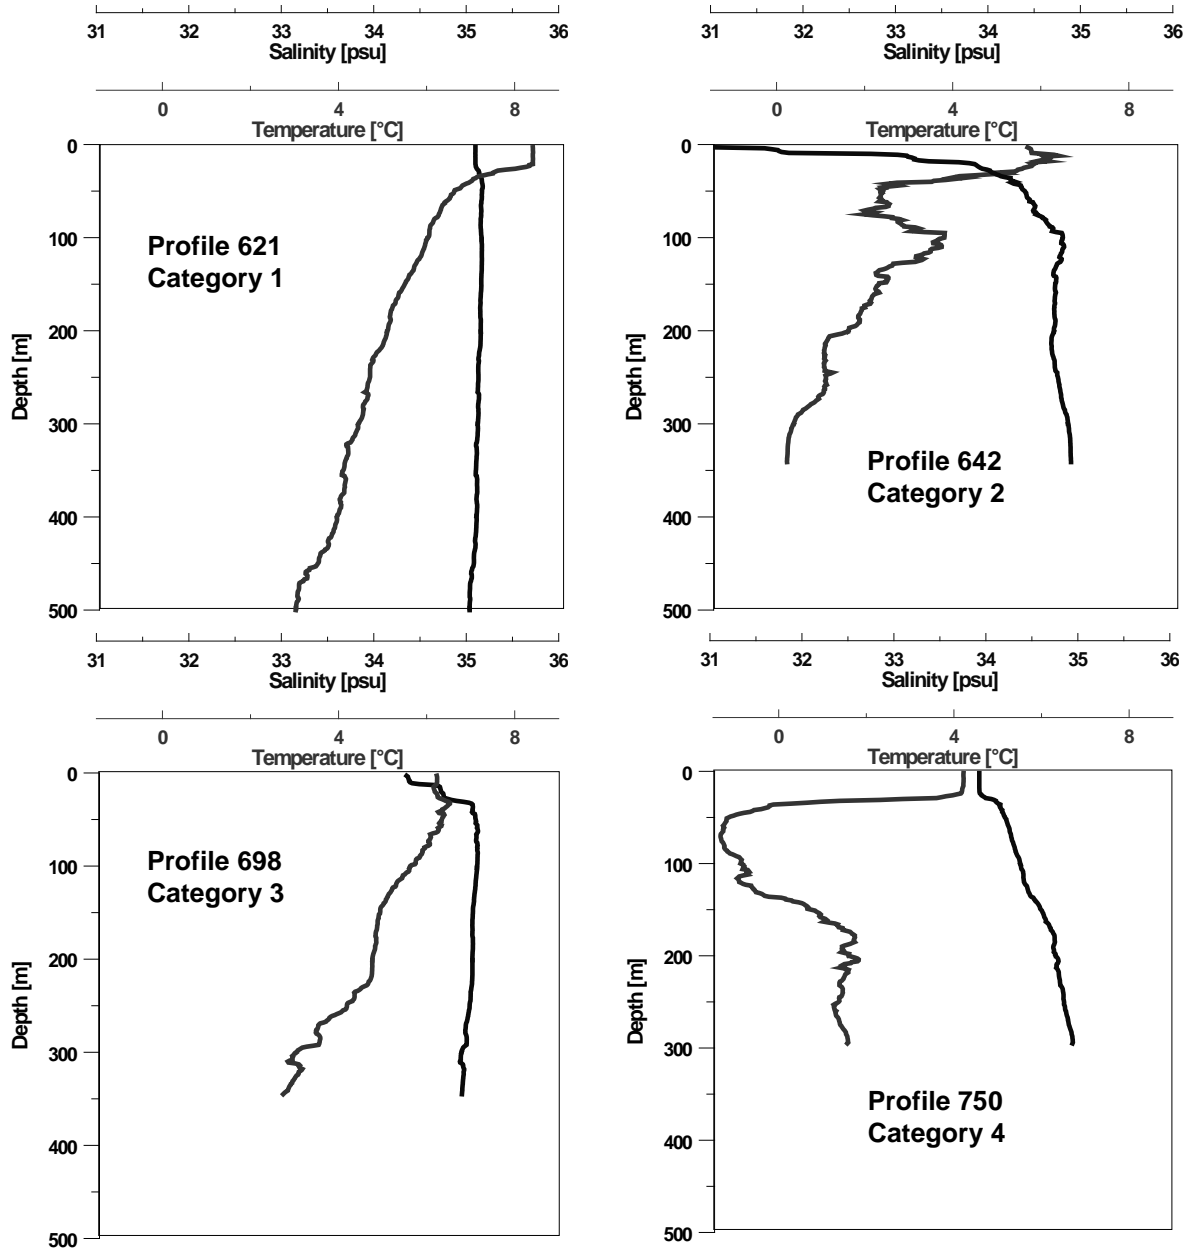 31 32 33 34 35 36
Salinity [psu]
0 4 8
Temperature [°C]
0
100
200
300
400
500
Depth [m]
Profile 621
Category 1
31 32 33 34 35 36
Salinity [psu]
0 4 8
Temperature [°C]
0
100
200
300
400
500
Depth [m]
Profile 642
Category 2
31 32 33 34 35 36
Salinity [psu]
0 4 8
Temperature [°C]
0
100
200
300
400
500
Depth [m]
Profile 698
Category 3
31 32 33 34 35 36
Salinity [psu]
0 4 8
Temperature [°C]
0
100
200
300
400
500
Depth [m]
Profile 750
Category 4